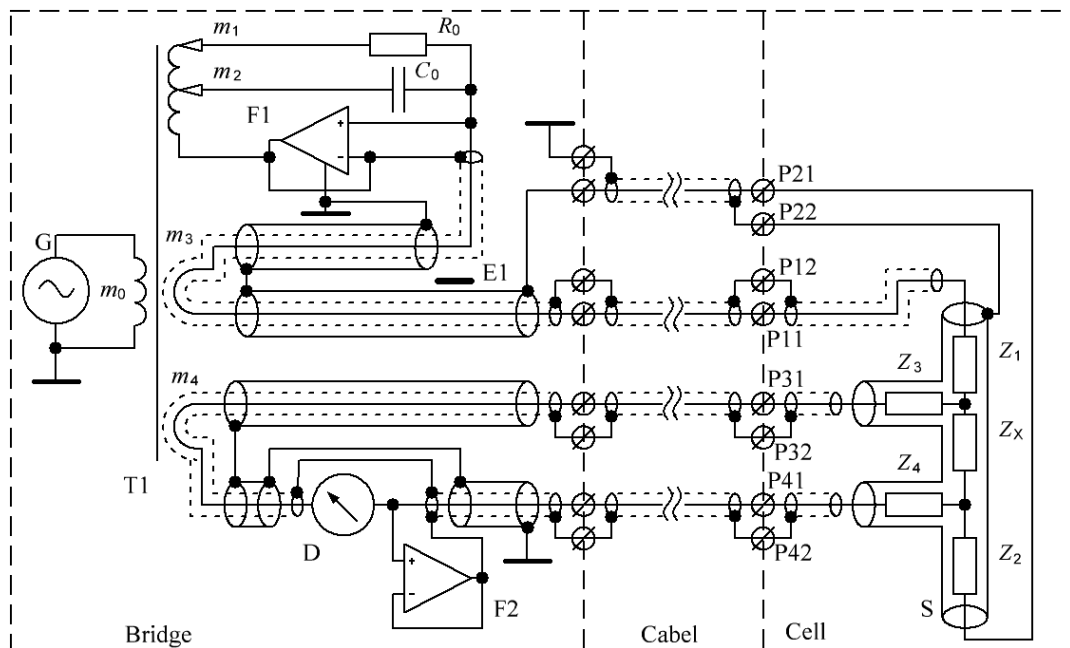 m1
R0
m2
C0
F1
+
−
P21
P22
m3
G
E1
P12
m0
P11
Z1
m4
P31
Z3
ZX
P32
Z4
T1
P41
D
P42
Z2
+
−
F2
S
Bridge
Cabel
Cell